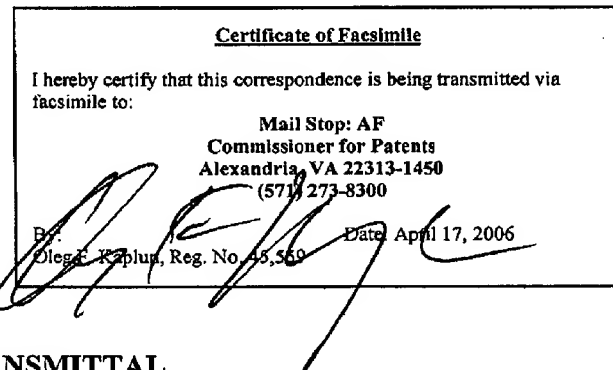 Certificate of Facsimile
I hereby certify that this correspondence is being transmitted via
facsimile to:
Mail Stop: AF
Commissioner for Patents
Alexandria, VA 22313-1450
(571) 273-8300
By: Date: April 17, 2006
Oleg F. Kaplun, Reg. No. 45,559
NSMITTAL